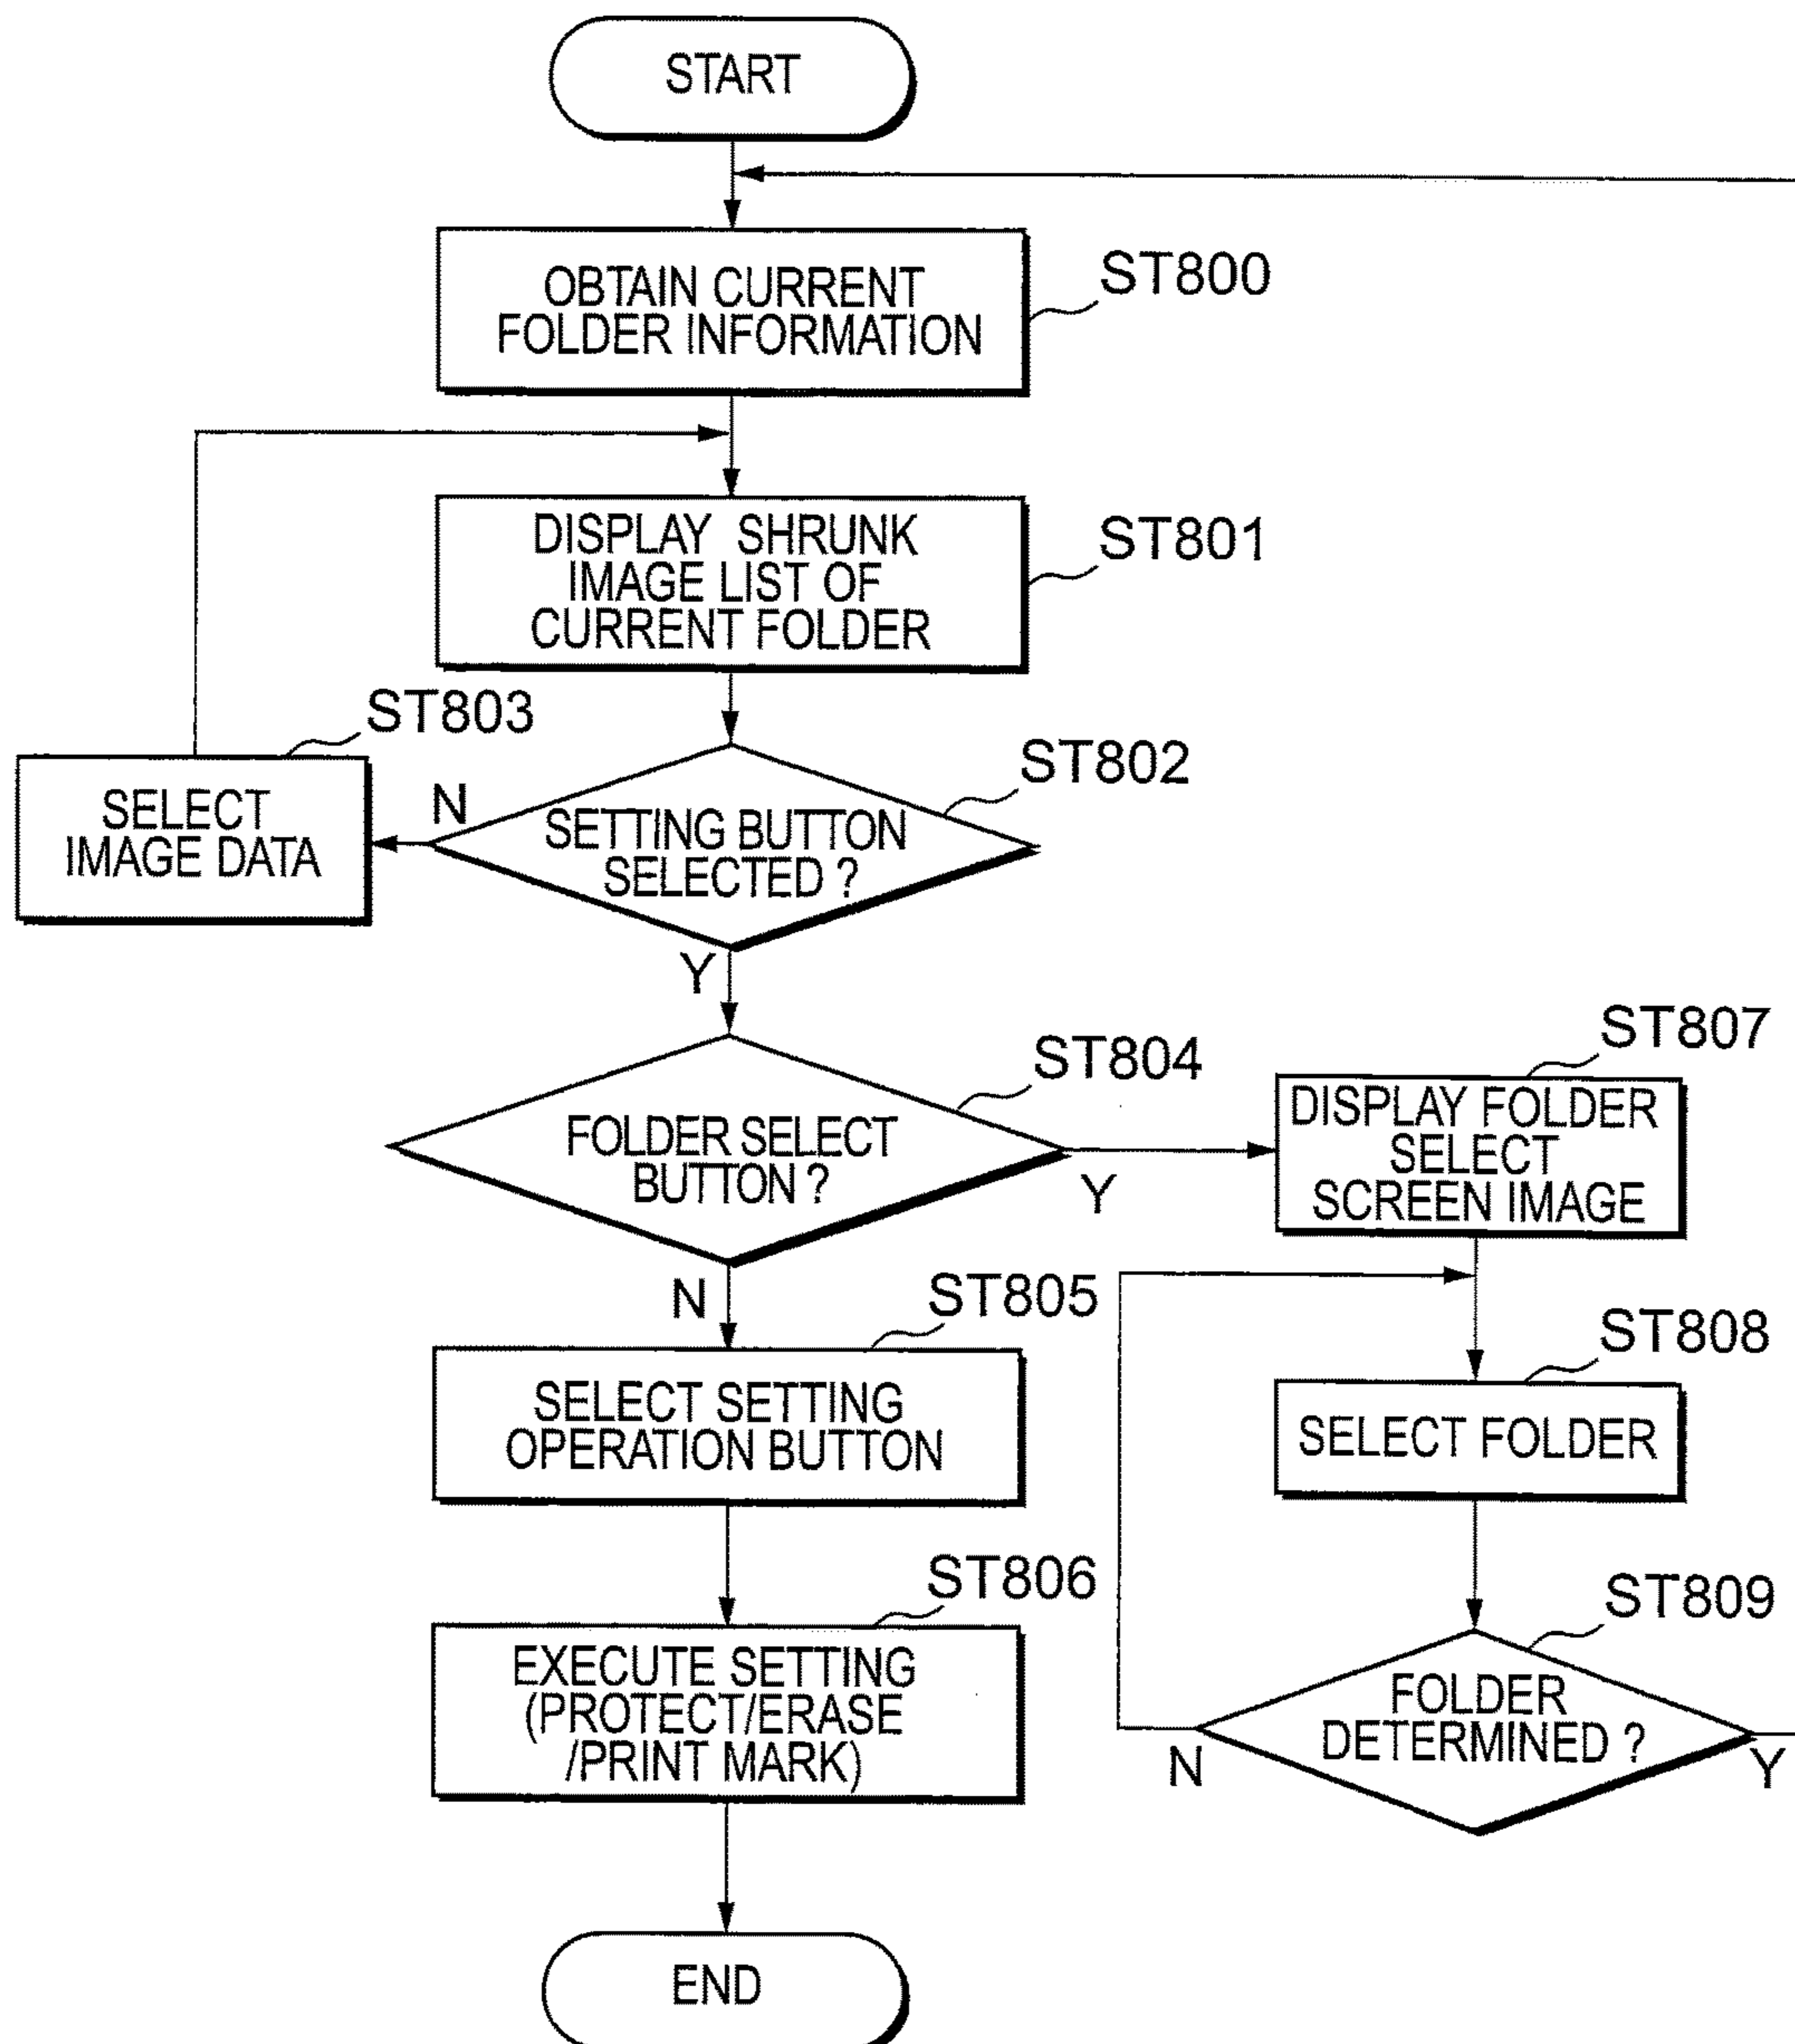 START
OBTAIN CURRENT
FOLDER INFORMATION
ST800
DISPLAY SHRUNK
IMAGE LIST OF
CURRENT FOLDER
ST801
ST803
SELECT
IMAGE DATA
N
SETTING BUTTON
SELECTED ?
ST802
Y
FOLDER SELECT
BUTTON ?
ST804
Y
ST807
DISPLAY FOLDER
SELECT
SCREEN IMAGE
N
ST805
SELECT SETTING
OPERATION BUTTON
ST808
SELECT FOLDER
ST806
EXECUTE SETTING
(PROTECT/ERASE
/PRINT MARK)
ST809
FOLDER
DETERMINED ?
N
Y
END